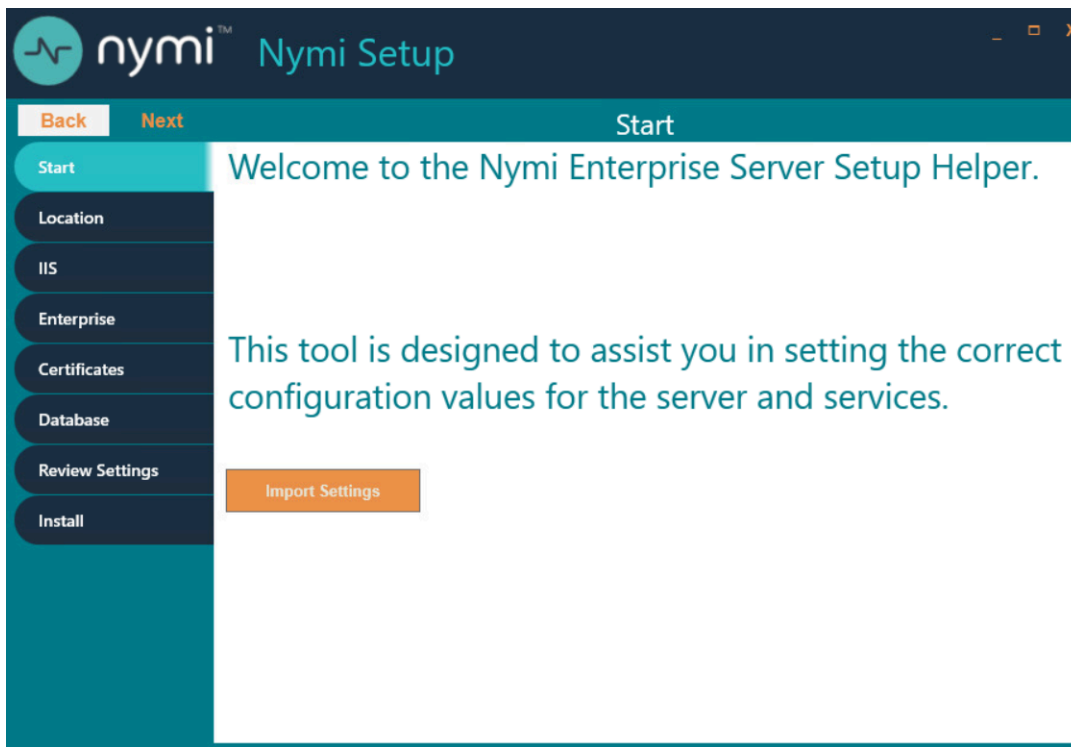 nymi™ Nymi Setup
Back Next Start
Start
Welcome to the Nymi Enterprise Server Setup Helper.
Location
IIS
Enterprise
This tool is designed to assist you in setting the correct
Certificates
configuration values for the server and services.
Database
Review Settings
Import Settings
Install